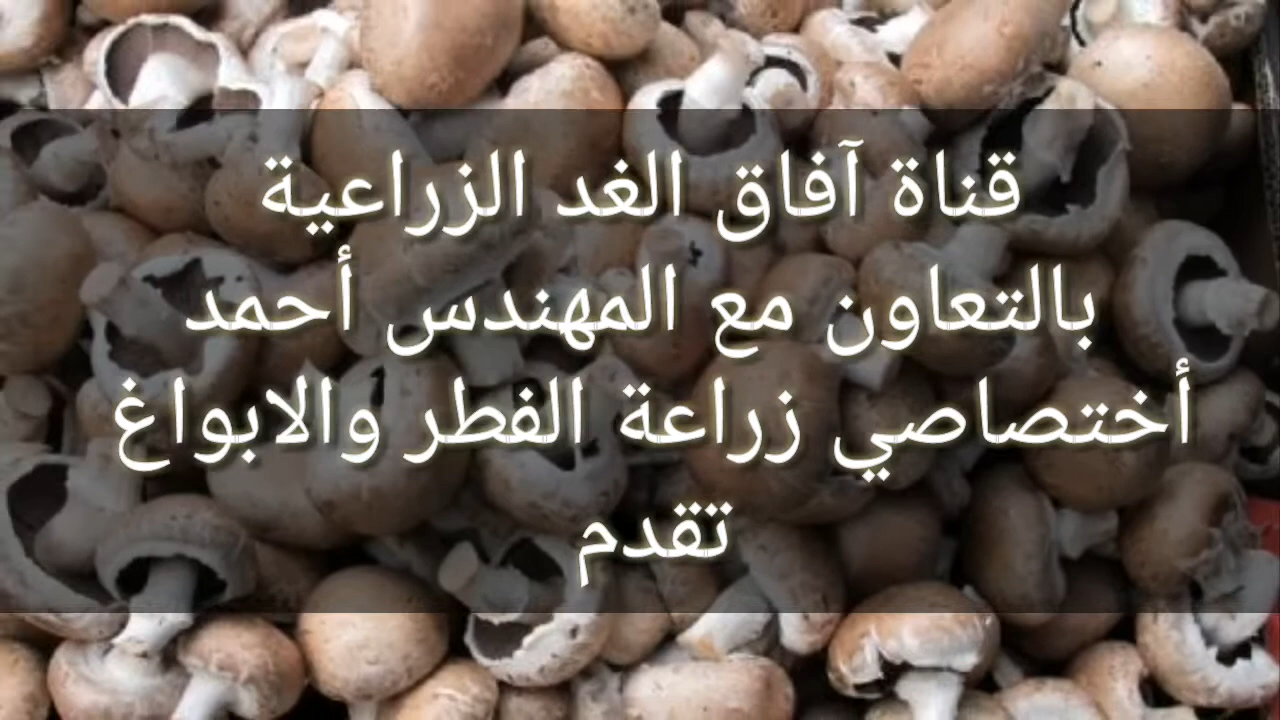 قناة آفاق الغد الزراعية
بالتعاون مع المهندس أحمد
أختصاصي زراعة الفطر والابواغ
تقدم